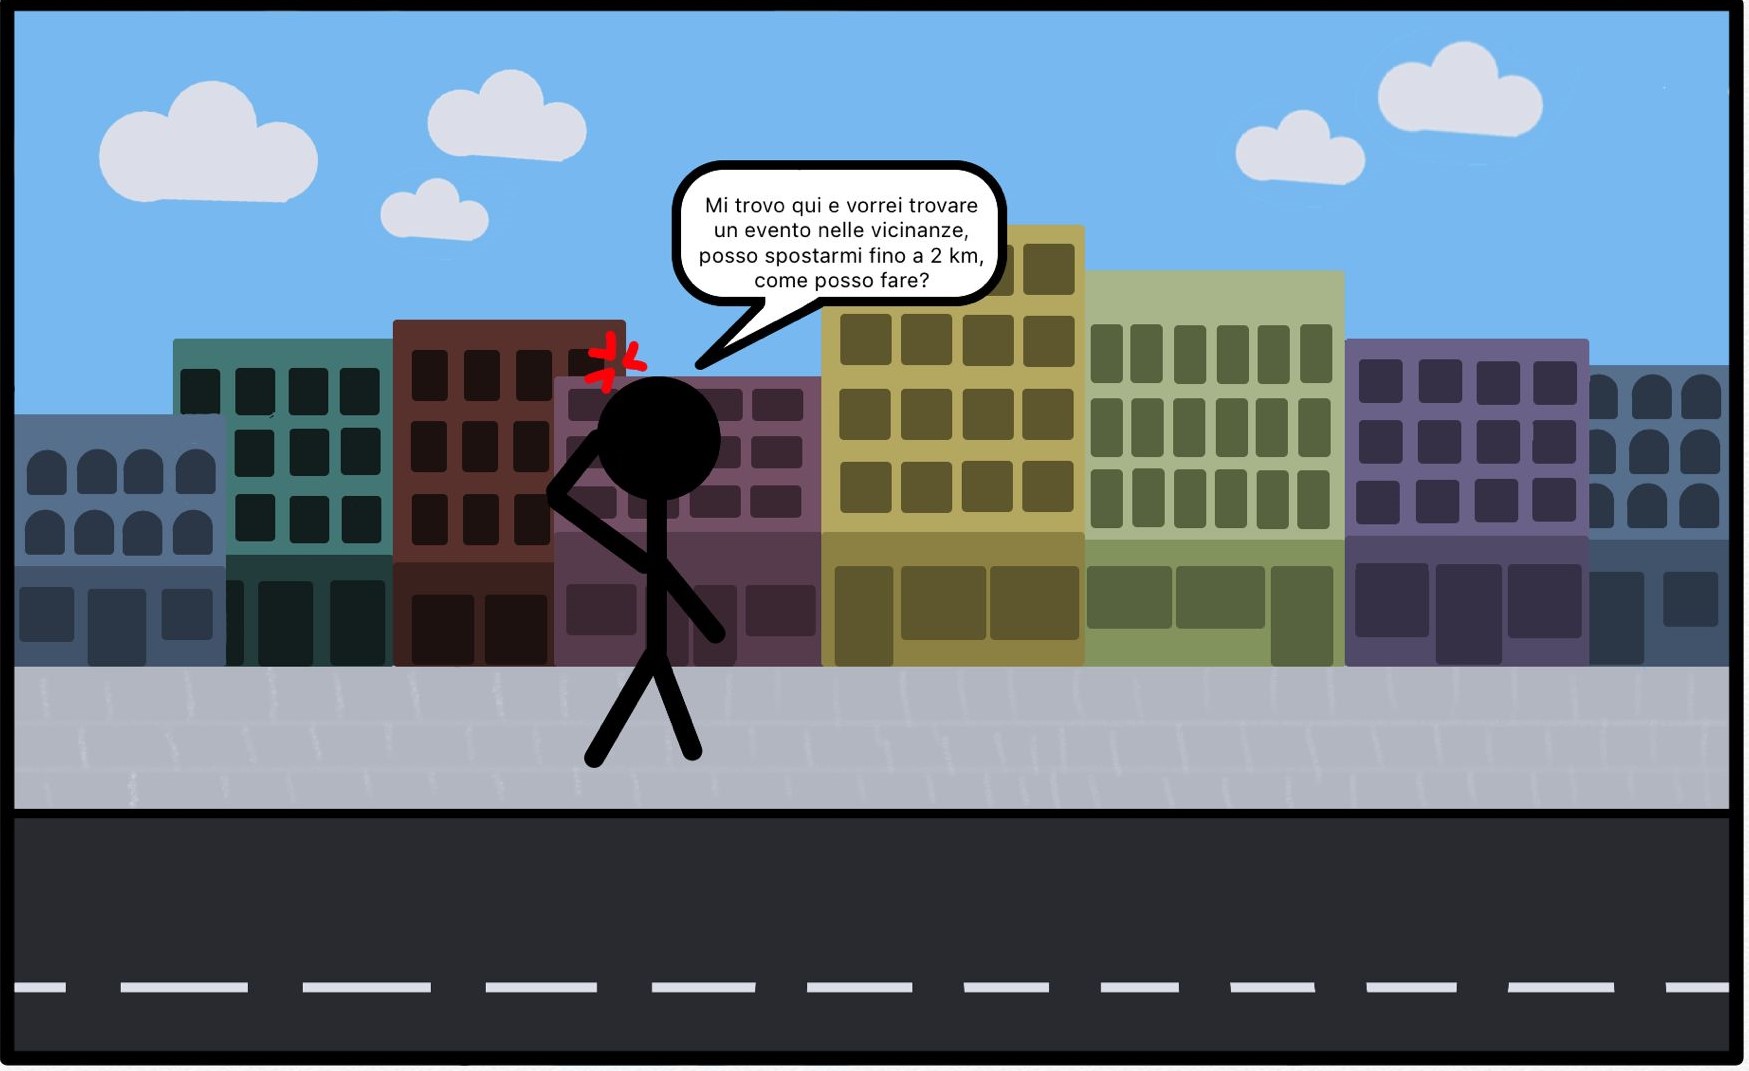 Mi trovo qui e vorrei trovare
un evento nelle vicinanze,
posso spostarmi fino a 2 km,
come posso fare?